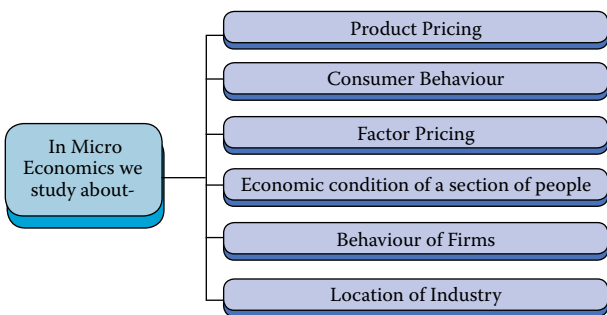 In Micro
Economics we
study about-
Product Pricing
Consumer Behaviour
Factor Pricing
Economic condition of a section of people
Behaviour of Firms
Location of Industry